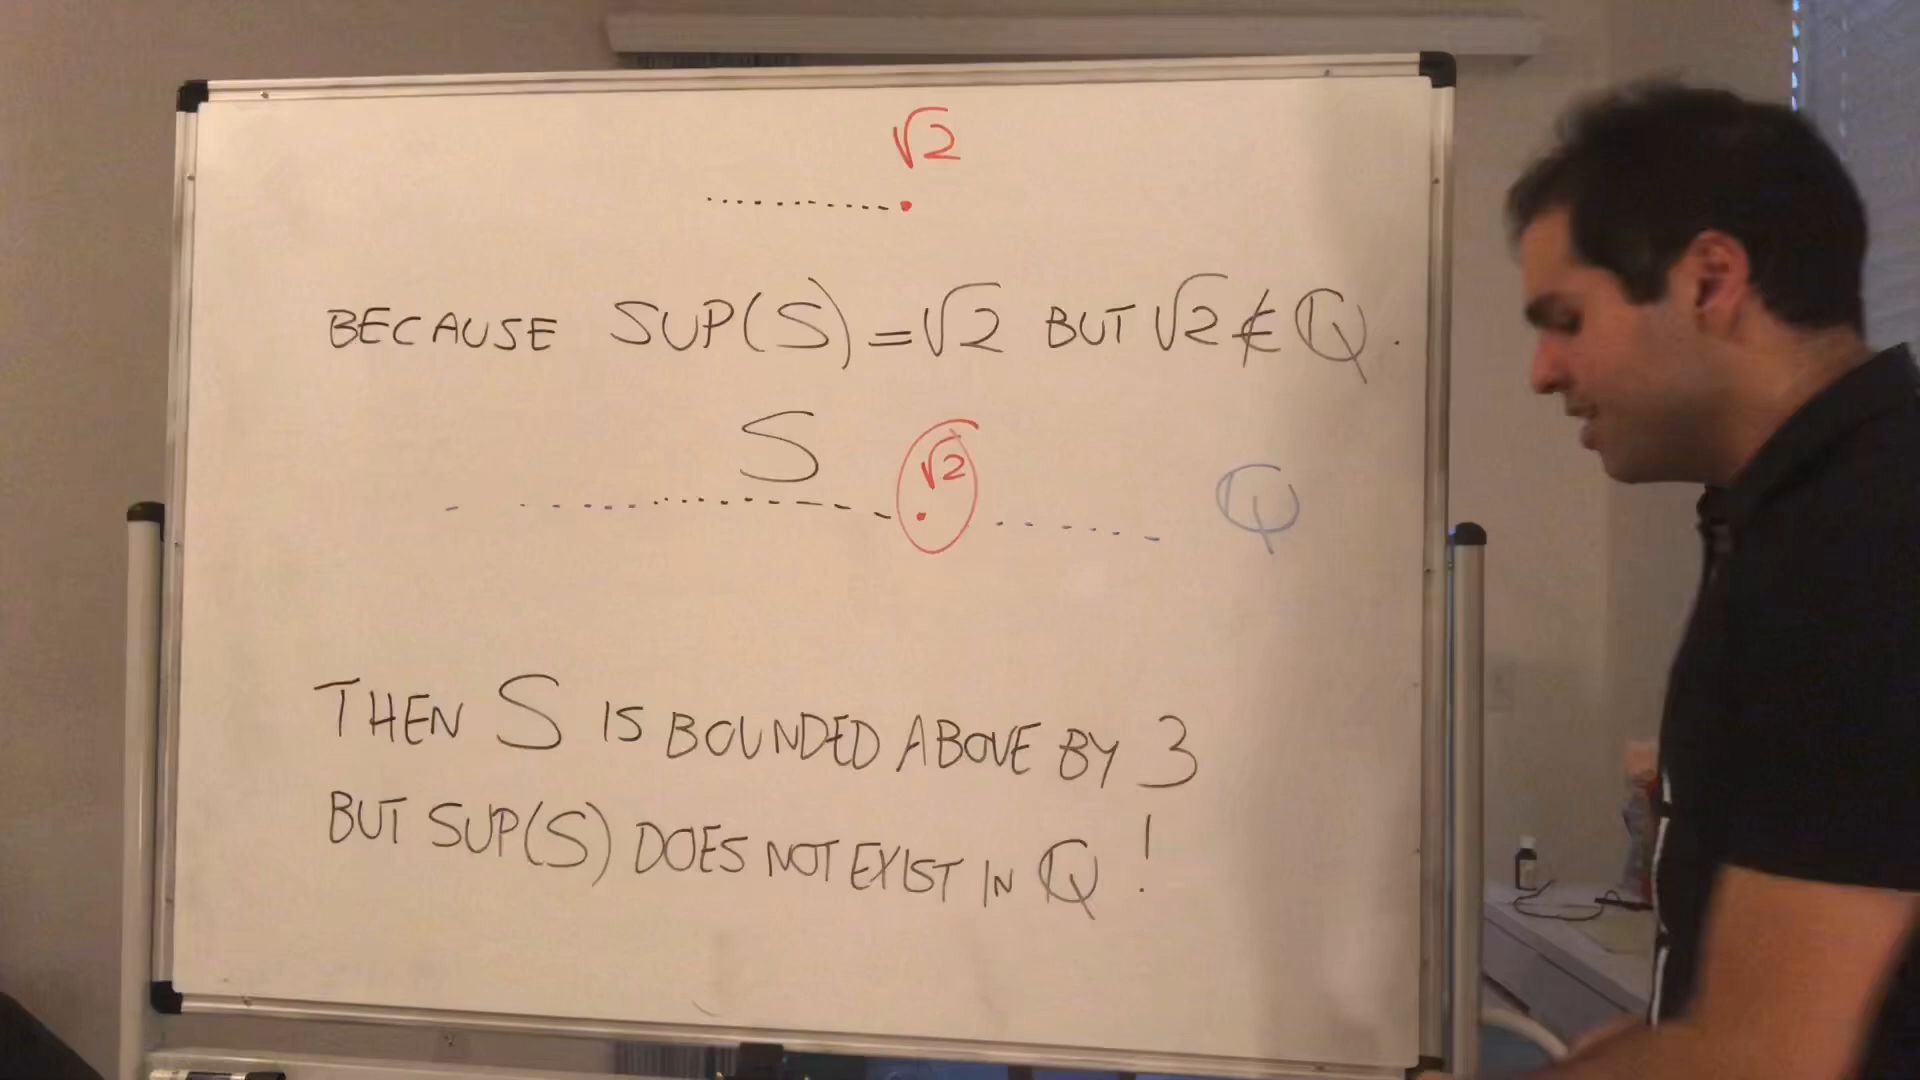 √2
BECAUSE SUP(S) = √2 BUT √2 ∉ ℚ.
S √2 ℚ
THEN S IS BOUNDED ABOVE BY 3
BUT SUP(S) DOES NOT EXIST IN ℚ!